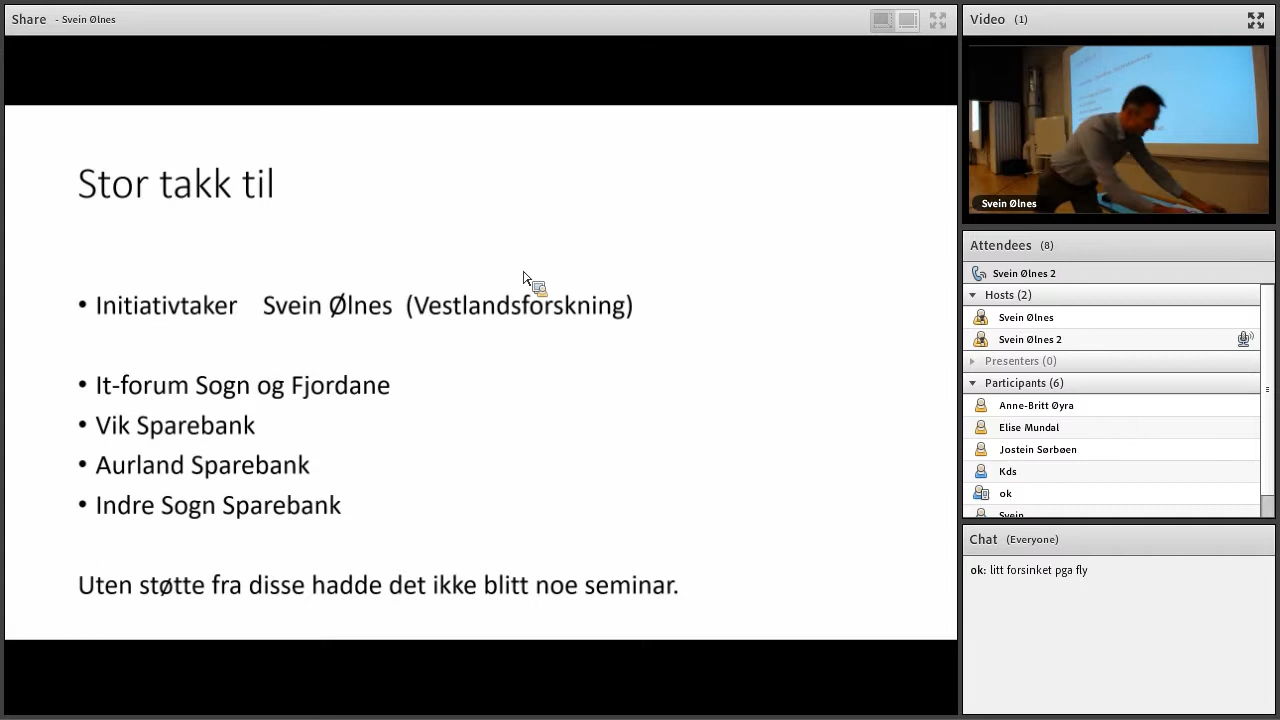 Share - Svein Ølnes
Stor takk til
• Initiativtaker Svein Ølnes (Vestlandsforskning)
• It-forum Sogn og Fjordane
• Vik Sparebank
• Aurland Sparebank
• Indre Sogn Sparebank
Uten støtte fra disse hadde det ikke blitt noe seminar.
Video (1)
Svein Ølnes
Attendees (8)
Svein Ølnes 2
Hosts (2)
Svein Ølnes
Svein Ølnes 2
Presenters (0)
Participants (6)
Anne-Britt Øyra
Elise Mundal
Jostein Sørbøen
Kds
ok
Svein
Chat (Everyone)
ok: litt forsinket pga fly